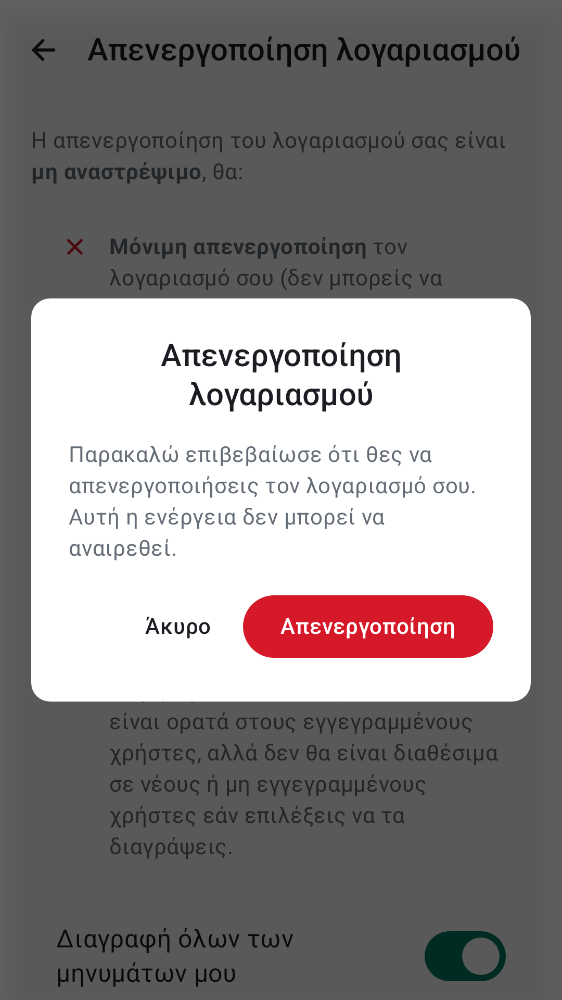 Απενεργοποίηση λογαριασμού
Η απενεργοποίηση του λογαριασμού σας είναι
μη αναστρέψιμο, θα:
Μόνιμη απενεργοποίηση τον
λογαριασμό σου (δεν μπορείς να
Απενεργοποίηση
λογαριασμού
Παρακαλώ επιβεβαίωσε ότι θες να
απενεργοποιήσεις τον λογαριασμό σου.
Αυτή η ενέργεια δεν μπορεί να
αναιρεθεί.
Άκυρο
Απενεργοποίηση
είναι ορατά στους εγγεγραμμένους
χρήστες, αλλά δεν θα είναι διαθέσιμα
σε νέους ή μη εγγεγραμμένους
χρήστες εάν επιλέξεις να τα
διαγράψεις.
Διαγραφή όλων των
μηνυμάτων μου